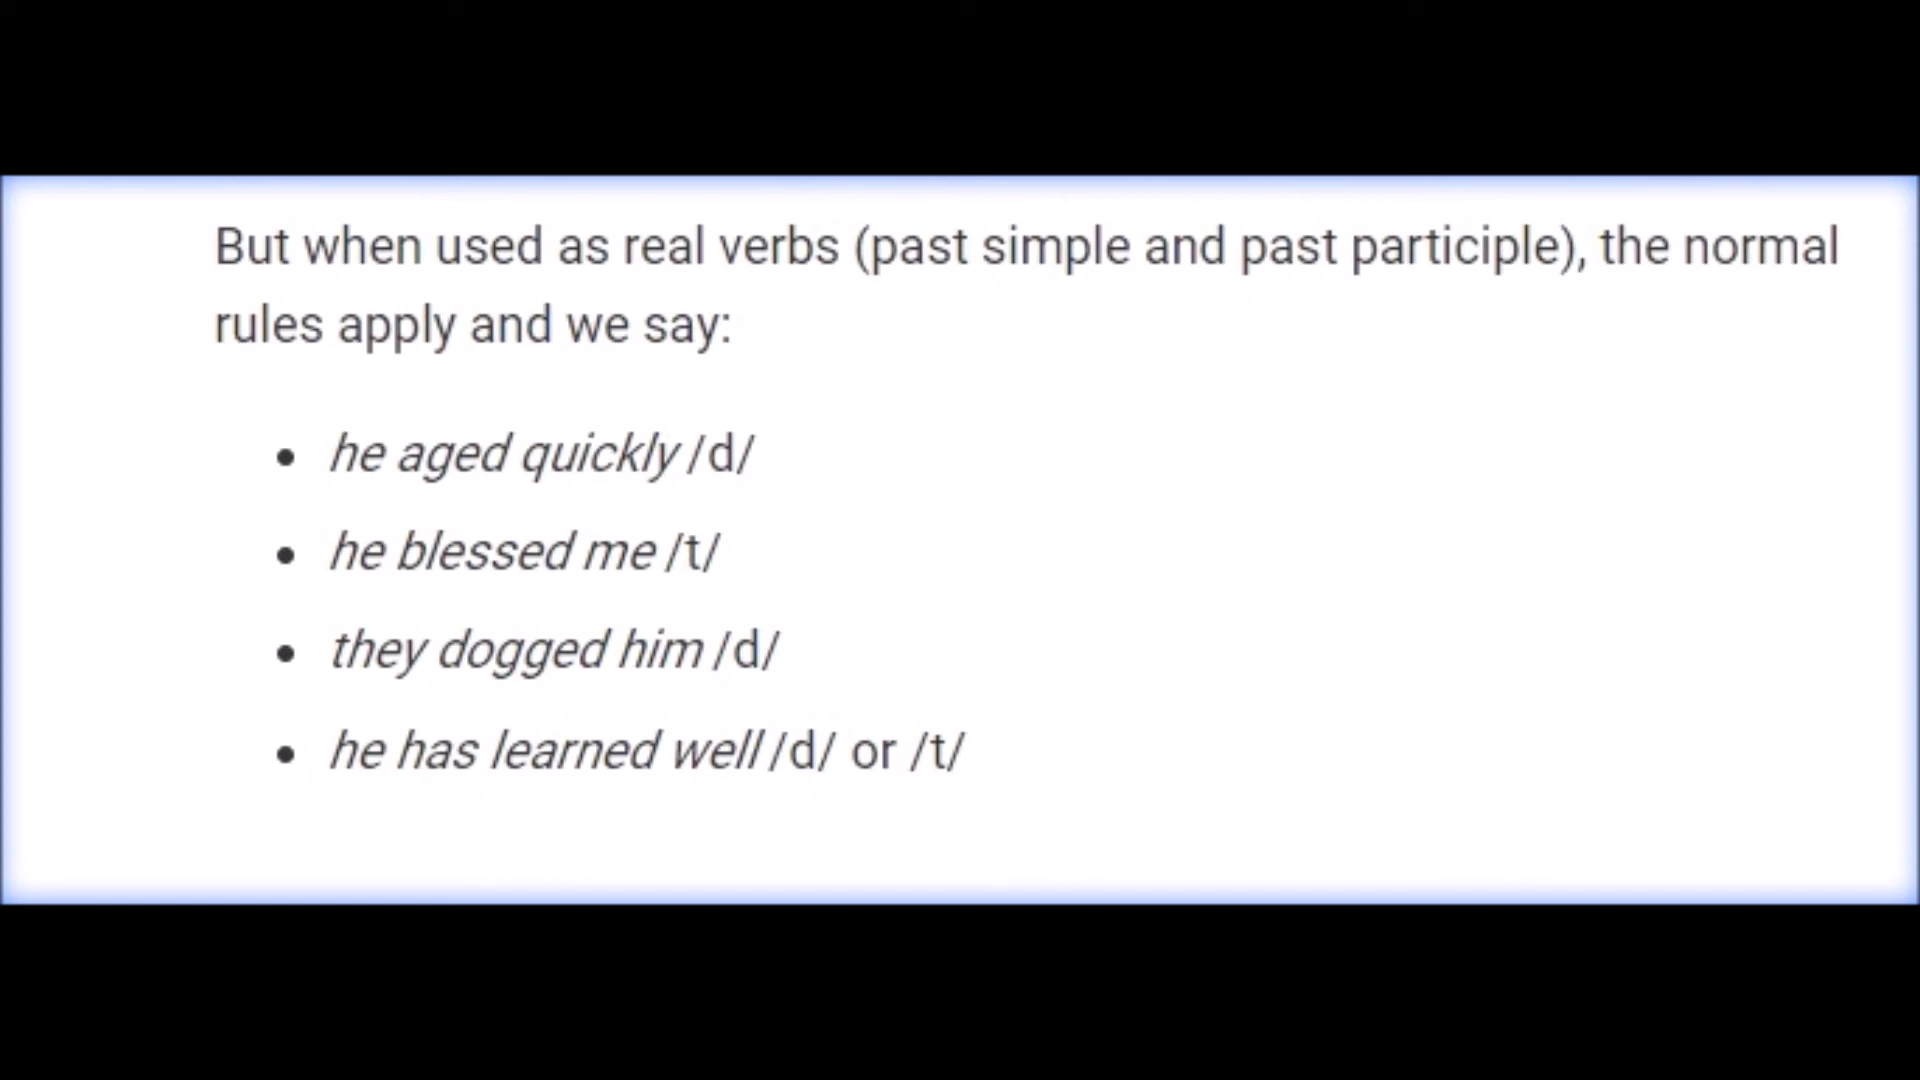 But when used as real verbs (past simple and past participle), the normal
rules apply and we say:
• he aged quickly /d/
• he blessed me /t/
• they dogged him /d/
• he has learned well /d/ or /t/